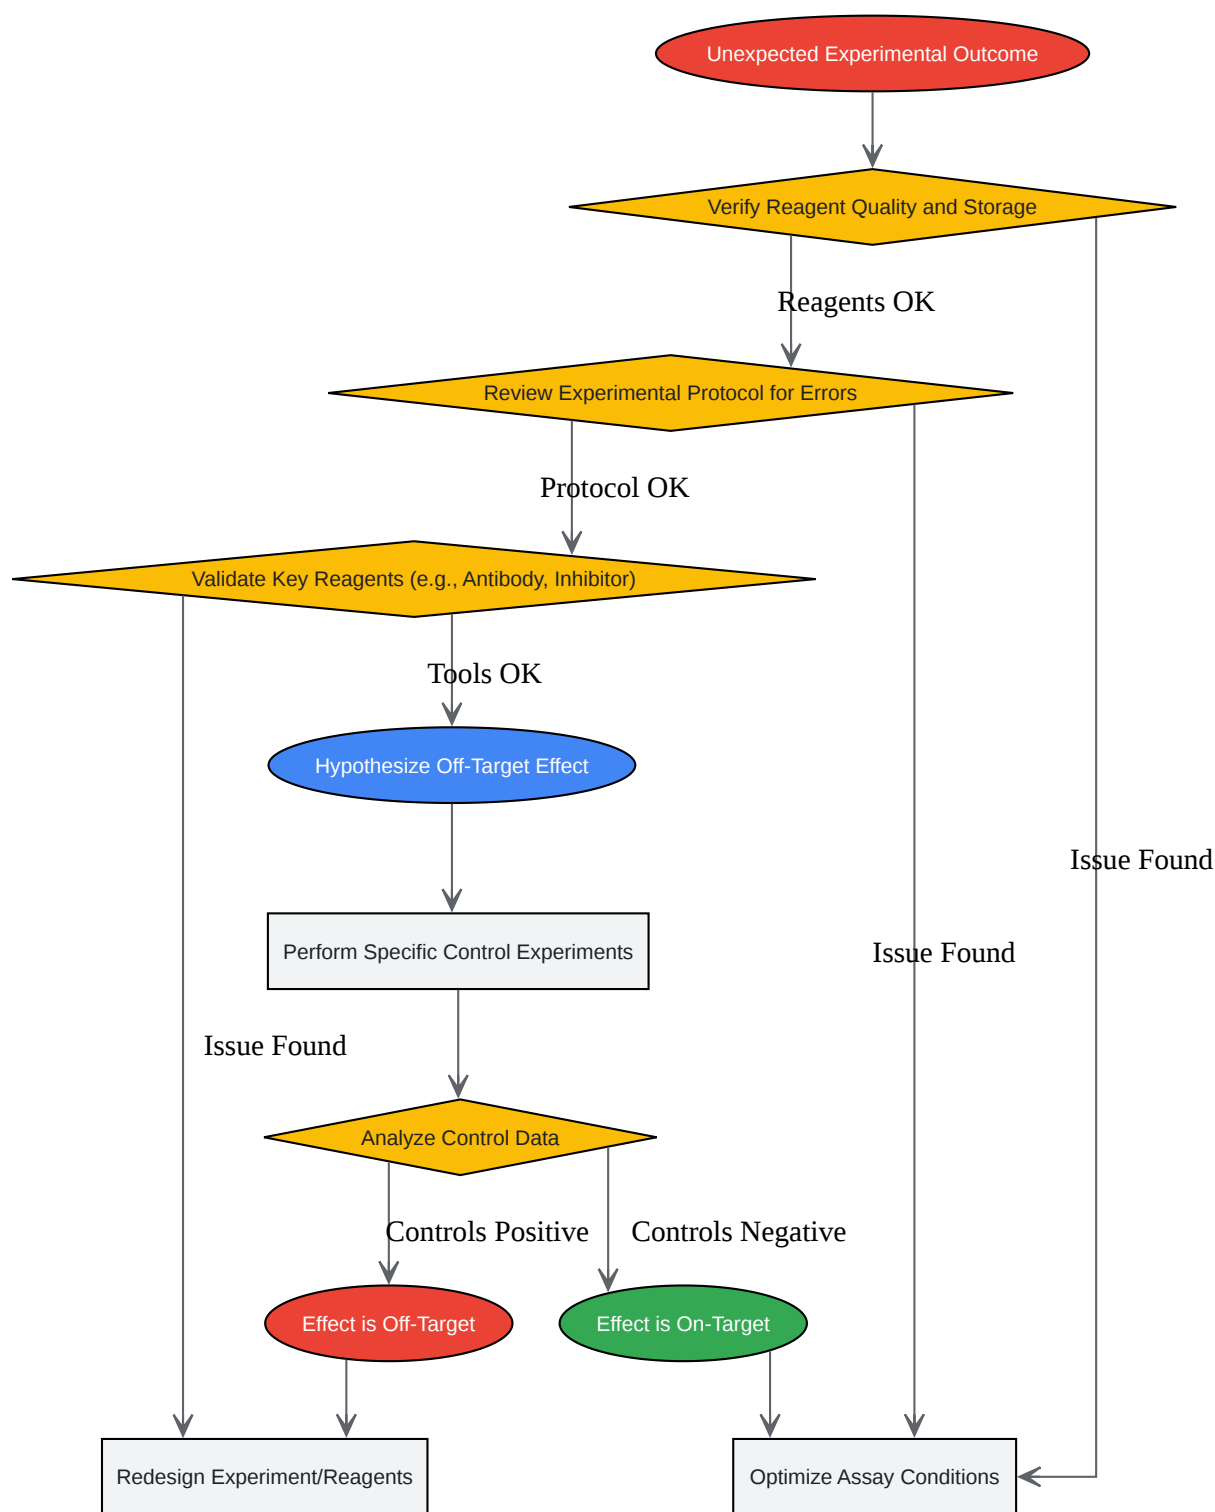 Unexpected Experimental Outcome
Verify Reagent Quality and Storage
Reagents OK
Review Experimental Protocol for Errors
Protocol OK
Validate Key Reagents (e.g., Antibody, Inhibitor)
Tools OK
Hypothesize Off-Target Effect
Issue Found
Perform Specific Control Experiments
Issue Found
Issue Found
Analyze Control Data
Controls Positive
Controls Negative
Effect is Off-Target
Effect is On-Target
Redesign Experiment/Reagents
Optimize Assay Conditions